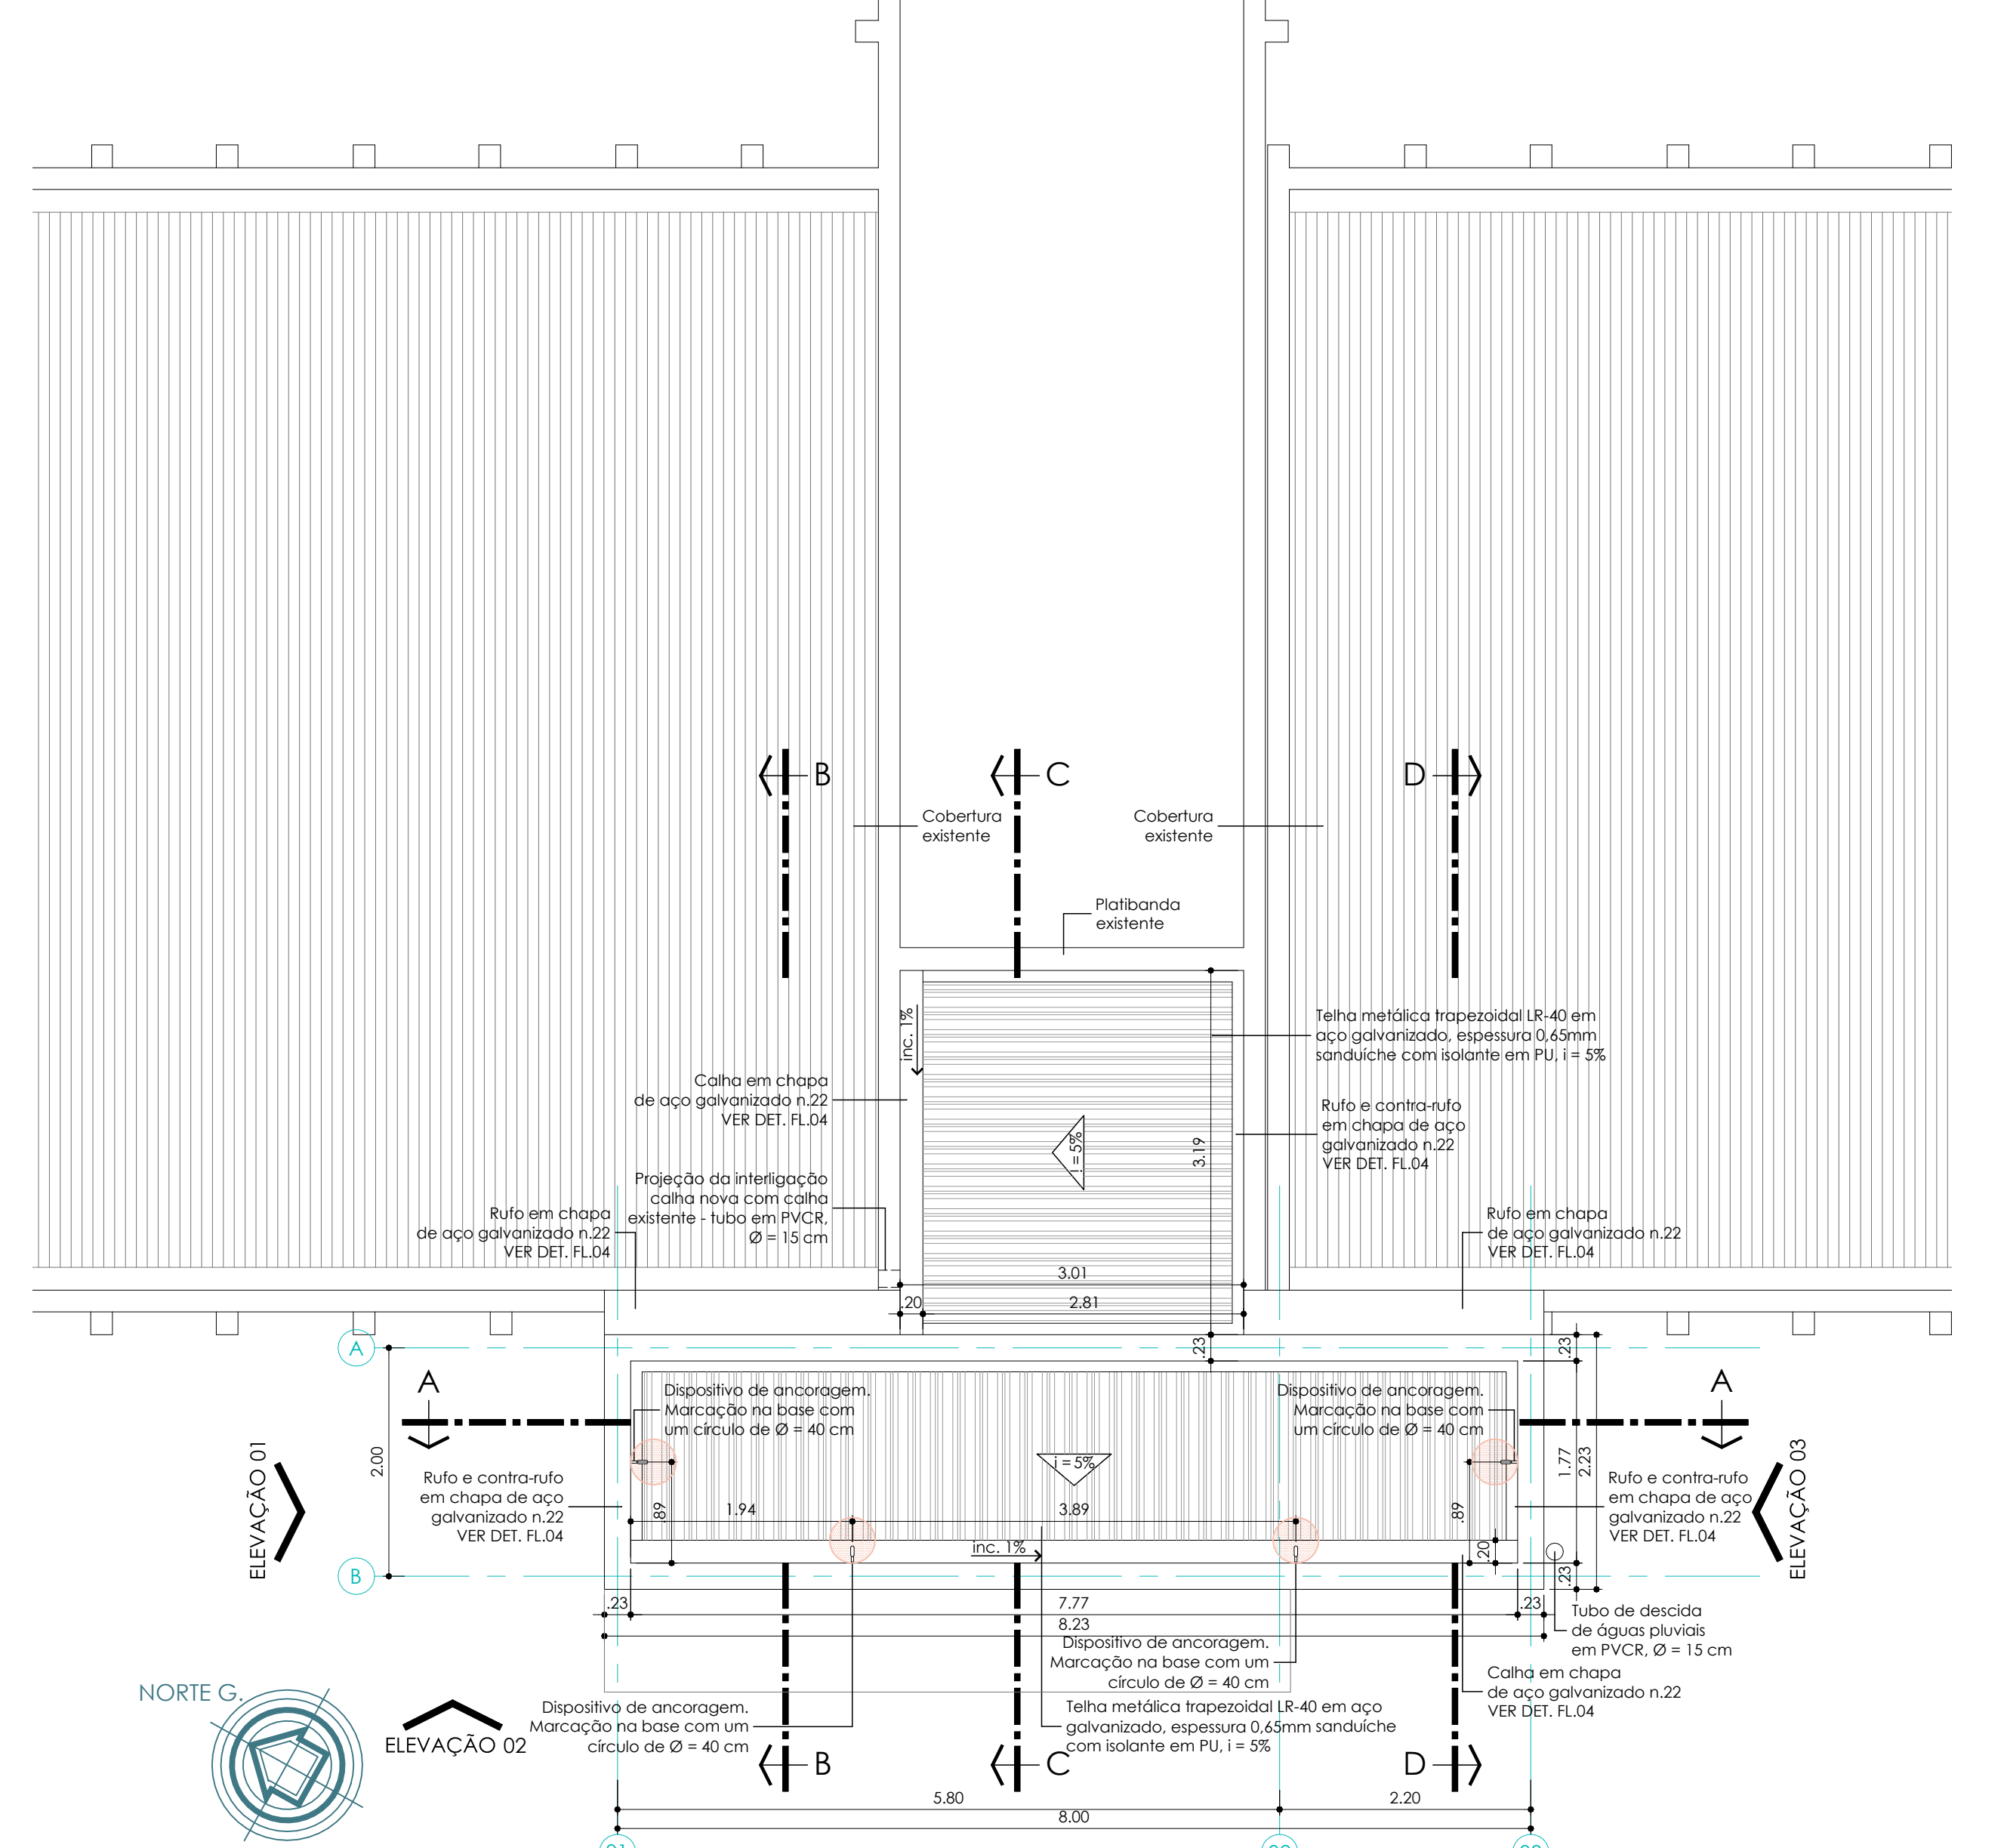 B
C
D
Cobertura
existente
Cobertura
existente
Platibanda
existente
inc. 1%
Telha metálica trapezoidal LR-40 em
aço galvanizado, espessura 0,65mm
sanduíche com isolante em PU, i = 5%
Calha em chapa
de aço galvanizado n.22
VER DET. FL.04
Rufo e contra-rufo
em chapa de aço
galvanizado n.22
VER DET. FL.04
i = 5%
3.19
Projeção da interligação
calha nova com calha
existente - tubo em PVCR,
Ø = 15 cm
Rufo em chapa
de aço galvanizado n.22
VER DET. FL.04
Rufo em chapa
de aço galvanizado n.22
VER DET. FL.04
3.01
.20
2.81
.23
.23
A
A
A
Dispositivo de ancoragem.
Marcação na base com
um círculo de Ø = 40 cm
Dispositivo de ancoragem.
Marcação na base com
um círculo de Ø = 40 cm
2.00
1.77
2.23
i = 5%
ELEVAÇÃO 01
ELEVAÇÃO 03
Rufo e contra-rufo
em chapa de aço
galvanizado n.22
VER DET. FL.04
Rufo e contra-rufo
em chapa de aço
galvanizado n.22
VER DET. FL.04
.89
1.94
3.89
.89
inc. 1%
.20
.23
B
.23
7.77
.23
8.23
Tubo de descida
de águas pluviais
em PVCR, Ø = 15 cm
Dispositivo de ancoragem.
Marcação na base com um
círculo de Ø = 40 cm
Calha em chapa
de aço galvanizado n.22
VER DET. FL.04
NORTE G.
ELEVAÇÃO 02
Dispositivo de ancoragem.
Marcação na base com um
círculo de Ø = 40 cm
Telha metálica trapezoidal LR-40 em aço
galvanizado, espessura 0,65mm sanduíche
com isolante em PU, i = 5%
B
C
D
5.80
2.20
8.00